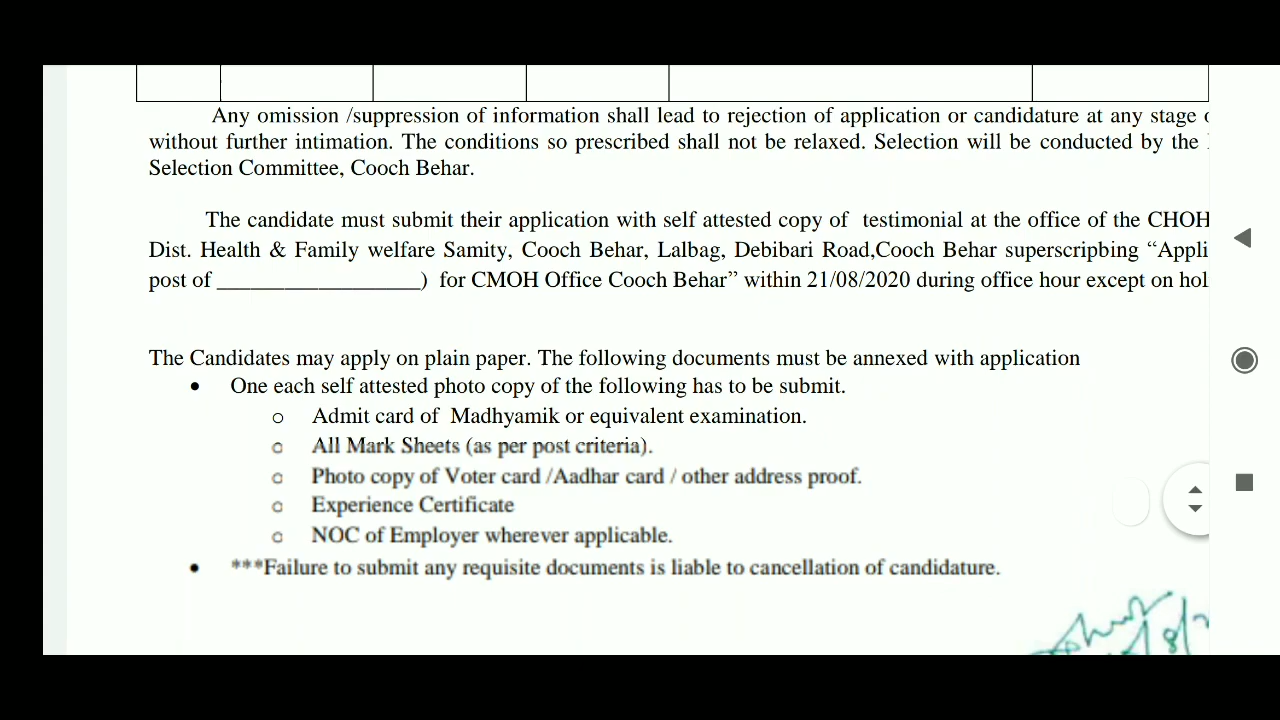 Any omission /suppression of information shall lead to rejection of application or candidature at any stage
without further intimation. The conditions so prescribed shall not be relaxed. Selection will be conducted by the
Selection Committee, Cooch Behar.
The candidate must submit their application with self attested copy of testimonial at the office of the CHOH
Dist. Health & Family welfare Samity, Cooch Behar, Lalbag, Debibari Road,Cooch Behar superscripbing “Appli
post of ___________________) for CMOH Office Cooch Behar” within 21/08/2020 during office hour except on hol
The Candidates may apply on plain paper. The following documents must be annexed with application
• One each self attested photo copy of the following has to be submit.
o Admit card of Madhyamik or equivalent examination.
o All Mark Sheets (as per post criteria).
o Photo copy of Voter card /Aadhar card / other address proof.
o Experience Certificate
o NOC of Employer wherever applicable.
• ***Failure to submit any requisite documents is liable to cancellation of candidature.